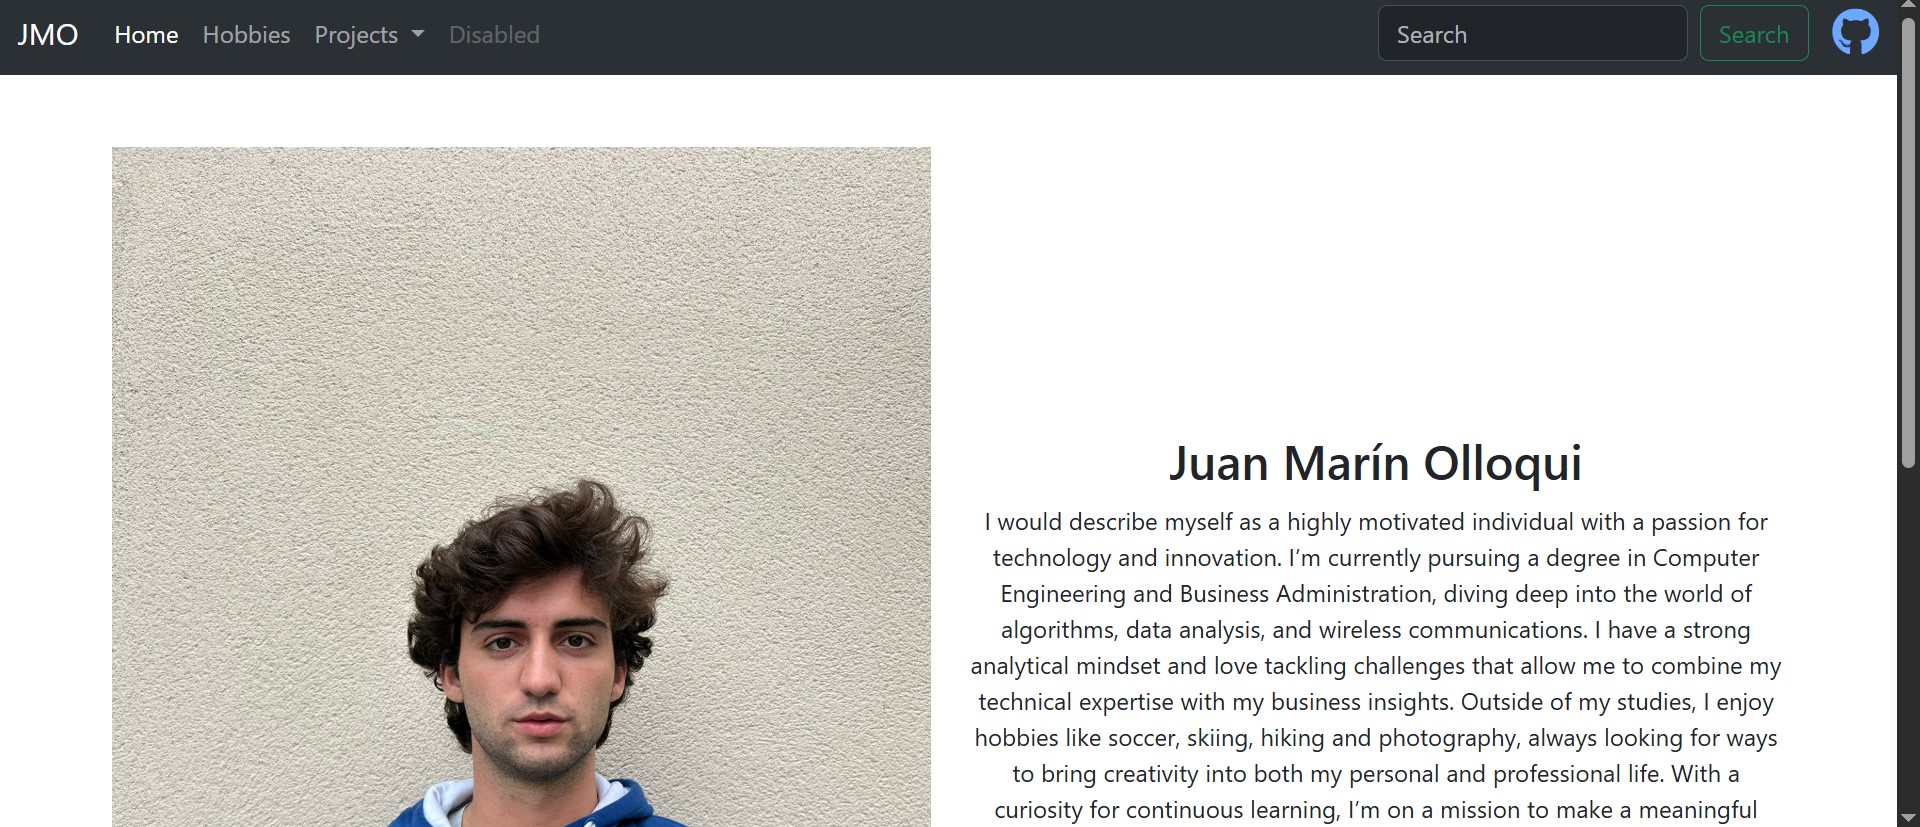 JMO Home Hobbies Projects Disabled Search Search
Juan Marín Olloqui
I would describe myself as a highly motivated individual with a passion for
technology and innovation. I’m currently pursuing a degree in Computer
Engineering and Business Administration, diving deep into the world of
algorithms, data analysis, and wireless communications. I have a strong
analytical mindset and love tackling challenges that allow me to combine my
technical expertise with my business insights. Outside of my studies, I enjoy
hobbies like soccer, skiing, hiking and photography, always looking for ways
to bring creativity into both my personal and professional life. With a
curiosity for continuous learning, I’m on a mission to make a meaningful